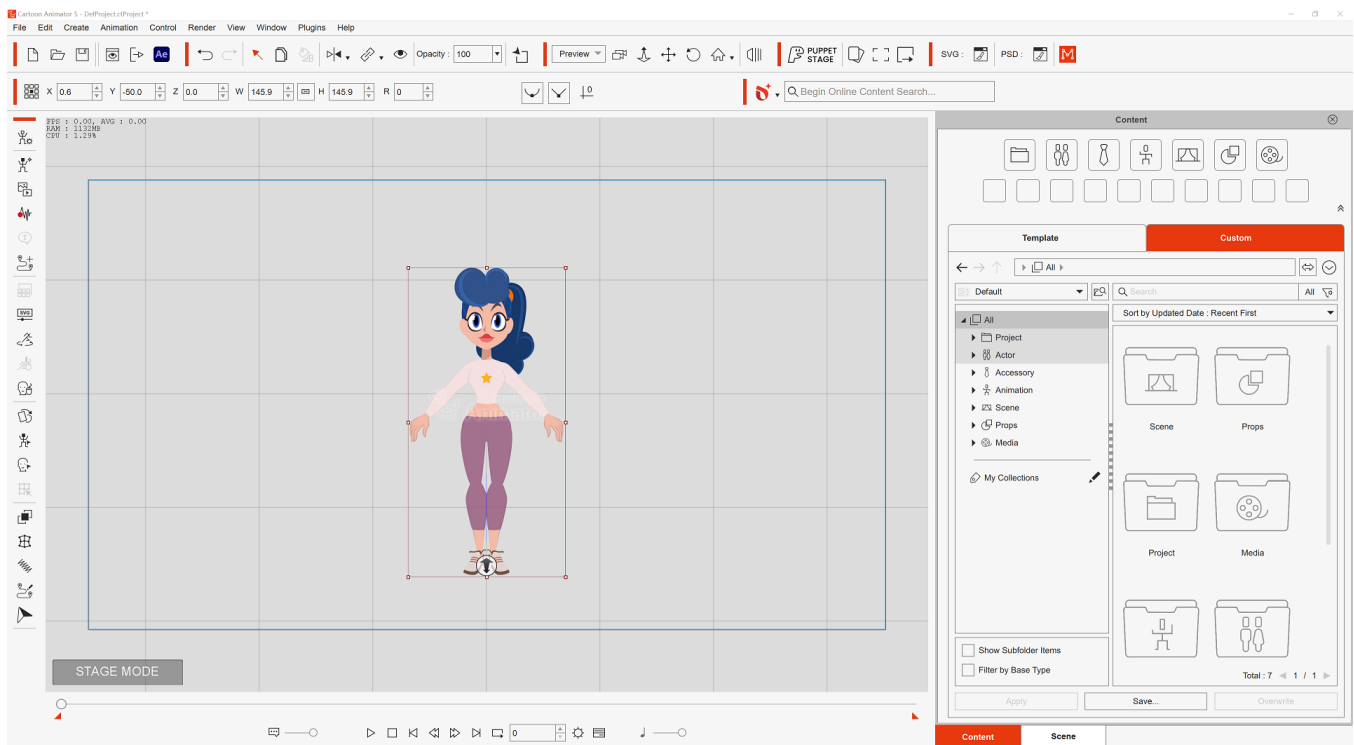 Cartoon Animator 5 - DefProject.ctProject *
File Edit Create Animation Control Render View Window Plugins Help
Ae Opacity : 100 Preview PUPPET STAGE SVG : PSD :
X 0.6 Y -50.0 Z 0.0 W 145.9 H 145.9 R 0 0 Begin Online Content Search...
FPS : 0.00, AVG : 0.00
RAM : 1132MB
CPU : 1.29%
STAGE MODE
0
Content
Template Custom
All
Default Search All
Sort by Updated Date : Recent First
All
Project
Actor
Accessory
Animation
Scene
Props
Media
My Collections
Scene Props
Project Media
Show Subfolder Items
Filter by Base Type
Total : 7 1 / 1
Apply Save... Overwrite
Content Scene
SVG
Animator